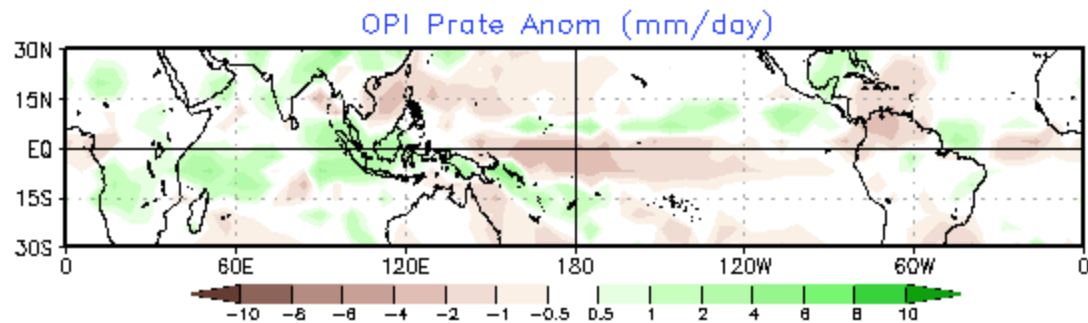 OPI Prate Anom (mm/day)
30N
15N
EQ
15S
30S
0 60E 120E 180 120W 60W 0
-10 -8 -6 -4 -2 -1 -0.5 0.5 1 2 4 6 8 10